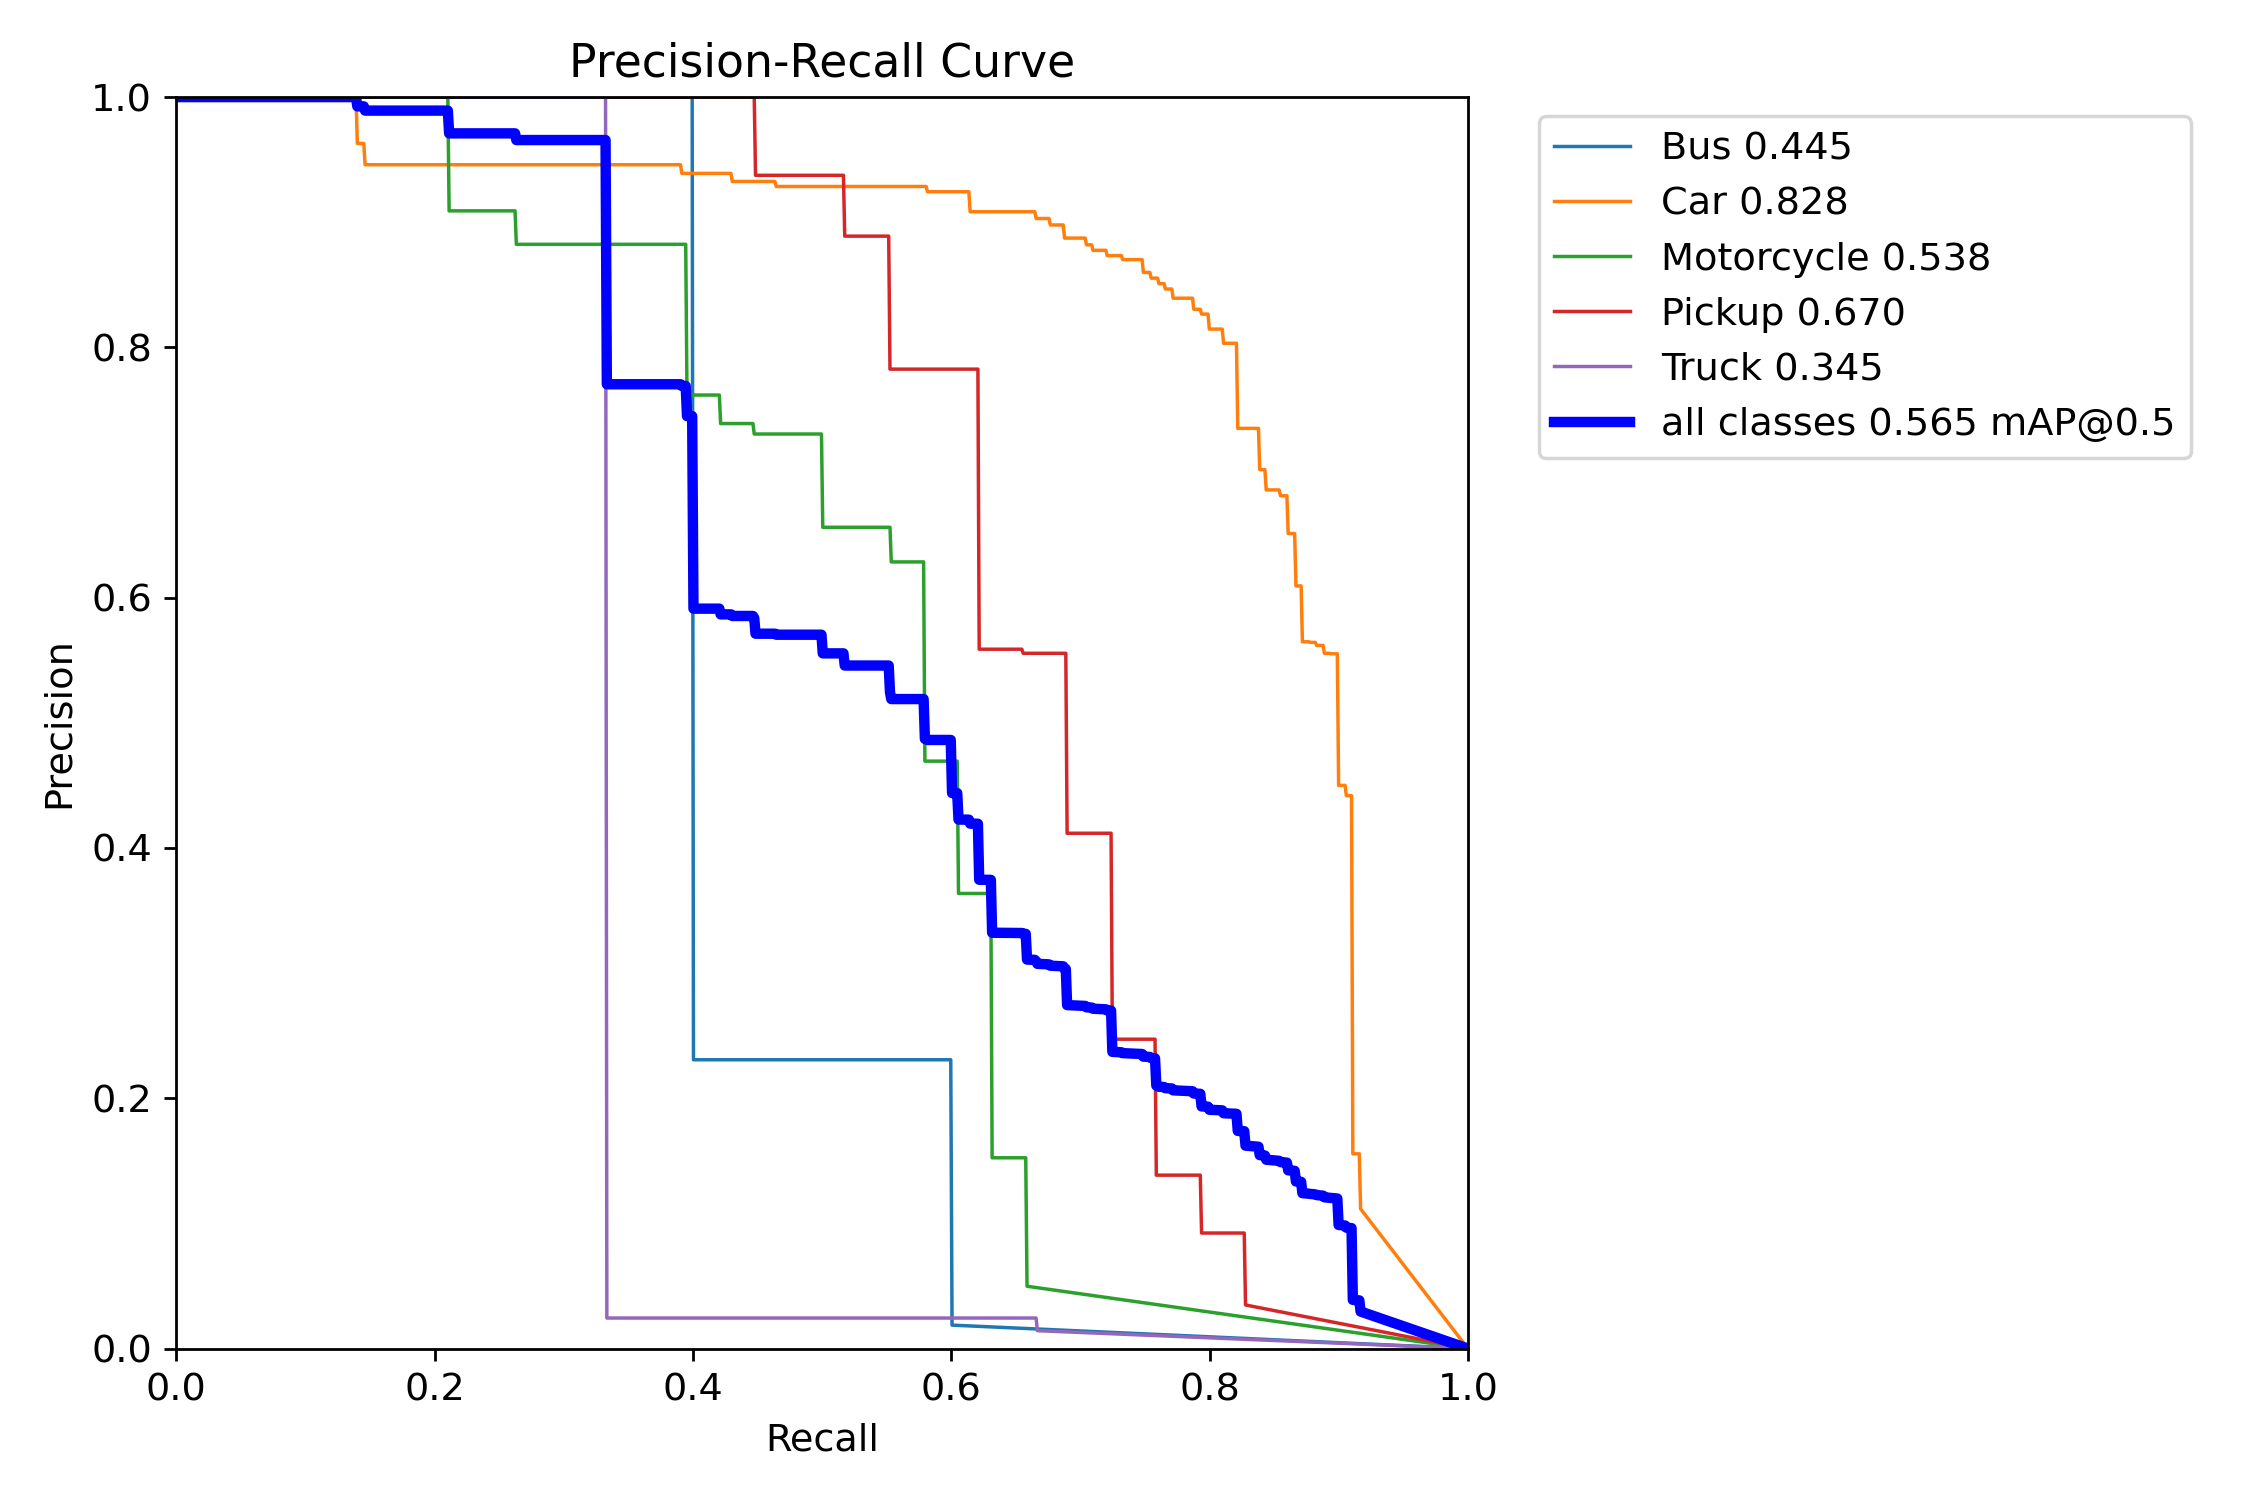 Precision-Recall Curve
1.0
0.8
0.6
0.4
0.2
0.0
Precision
0.0 0.2 0.4 0.6 0.8 1.0
Recall
Bus 0.445
Car 0.828
Motorcycle 0.538
Pickup 0.670
Truck 0.345
all classes 0.565 mAP@0.5